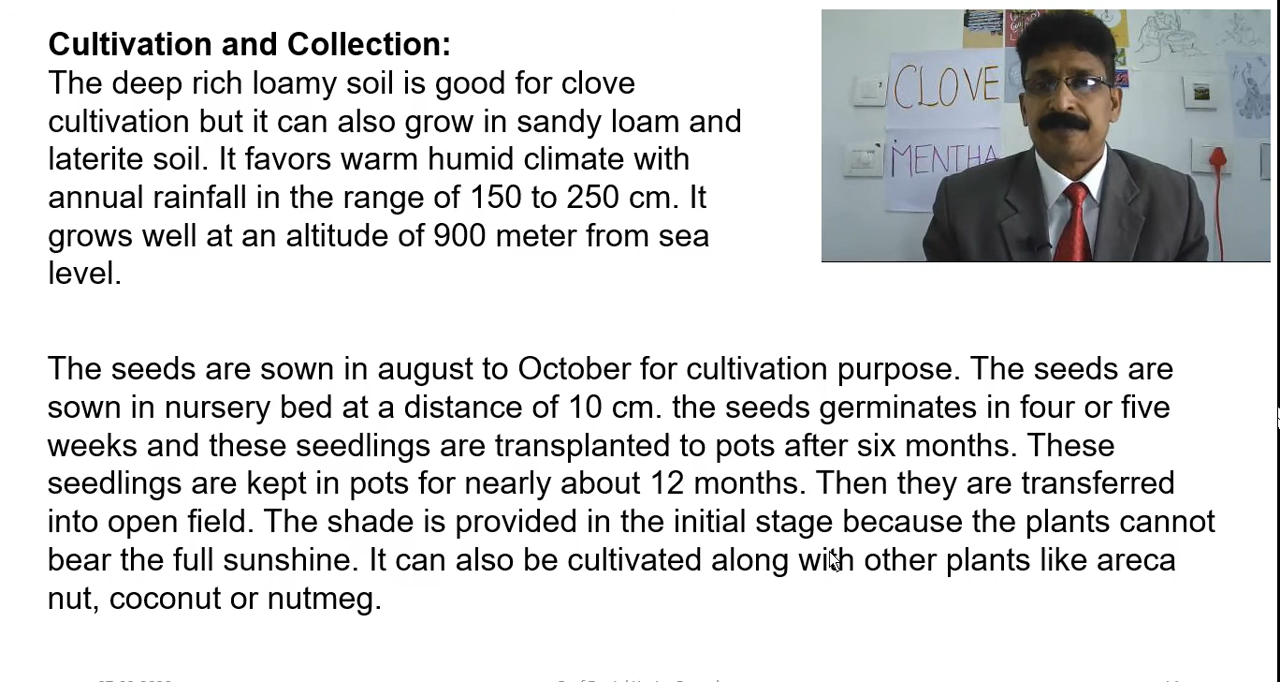 Cultivation and Collection:
The deep rich loamy soil is good for clove
cultivation but it can also grow in sandy loam and
laterite soil. It favors warm humid climate with
annual rainfall in the range of 150 to 250 cm. It
grows well at an altitude of 900 meter from sea
level.
CLOVE
MENTHA
The seeds are sown in august to October for cultivation purpose. The seeds are
sown in nursery bed at a distance of 10 cm. the seeds germinates in four or five
weeks and these seedlings are transplanted to pots after six months. These
seedlings are kept in pots for nearly about 12 months. Then they are transferred
into open field. The shade is provided in the initial stage because the plants cannot
bear the full sunshine. It can also be cultivated along with other plants like areca
nut, coconut or nutmeg.